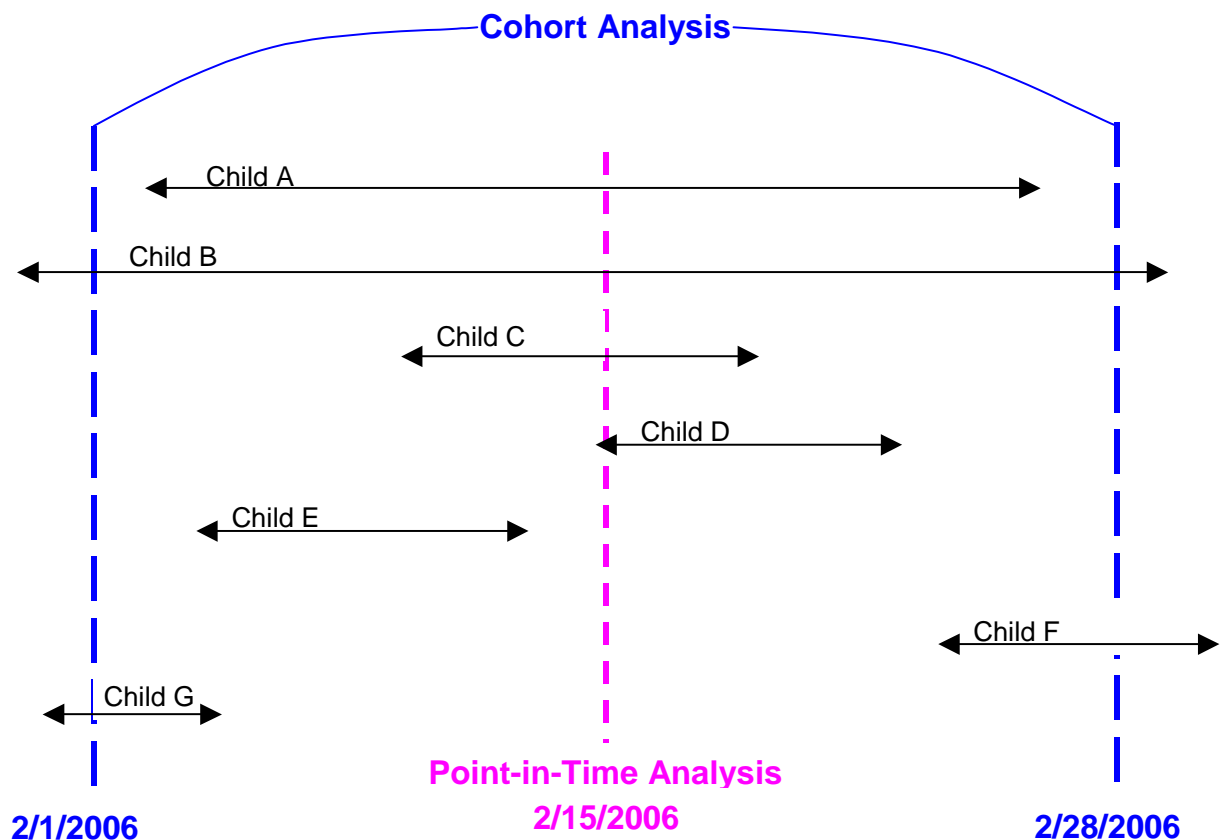 Cohort Analysis
Child A
Child B
Child C
Child D
Child E
Child F
Child G
Point-in-Time Analysis
2/1/2006
2/15/2006
2/28/2006